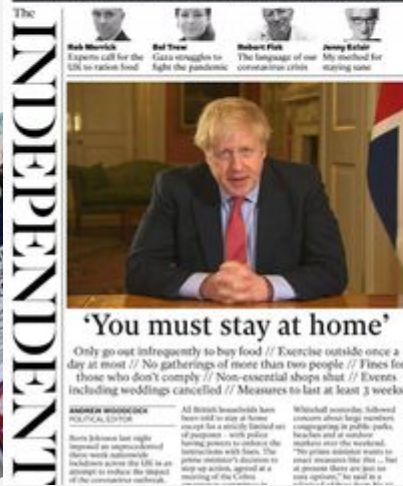 The
INDEPENDENT
Rob Merrick
Experts call for the
UK to ration food
Bel Trew
Gaza struggles to
fight the pandemic
Robert Fisk
The language of our
coronavirus crisis
Jenny Eclair
My method for
staying sane
‘You must stay at home’
Only go out infrequently to buy food // Exercise outside once a
day at most // No gatherings of more than two people // Fines for
those who don't comply // Non-essential shops shut // Events
including weddings cancelled // Measures to last at least 3 weeks
ANDREW WOODCOCK
POLITICAL EDITOR
Boris Johnson last night
imposed an unprecedented
three-week nationwide
lockdown across the UK in an
attempt to reduce the impact
of the coronavirus outbreak.
All British households have
been told to stay at home
except for a strictly limited set
of purposes – with police
having powers to enforce the
instructions with fines. The
prime minister's decision to
step up action, agreed at a
meeting of the Cobra
Whitehall yesterday, followed
concern about large numbers
congregating in public parks,
beaches and at outdoor
markets over the weekend.
"No prime minister wants to
enact measures like this ... but
at present there are just no
easy options," he said in a